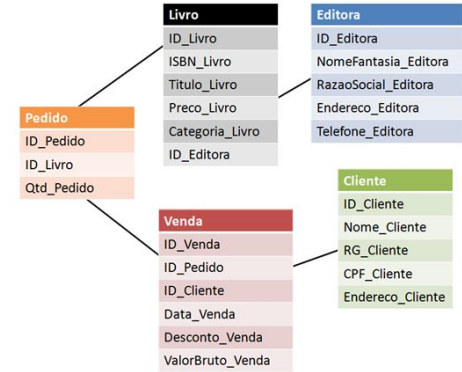 Livro
ID_Livro
ISBN_Livro
Titulo_Livro
Preco_Livro
Categoria_Livro
ID_Editora
Editora
ID_Editora
NomeFantasia_Editora
RazaoSocial_Editora
Endereco_Editora
Telefone_Editora
Pedido
ID_Pedido
ID_Livro
Qtd_Pedido
Venda
ID_Venda
ID_Pedido
ID_Cliente
Data_Venda
Desconto_Venda
ValorBruto_Venda
Cliente
ID_Cliente
Nome_Cliente
RG_Cliente
CPF_Cliente
Endereco_Cliente